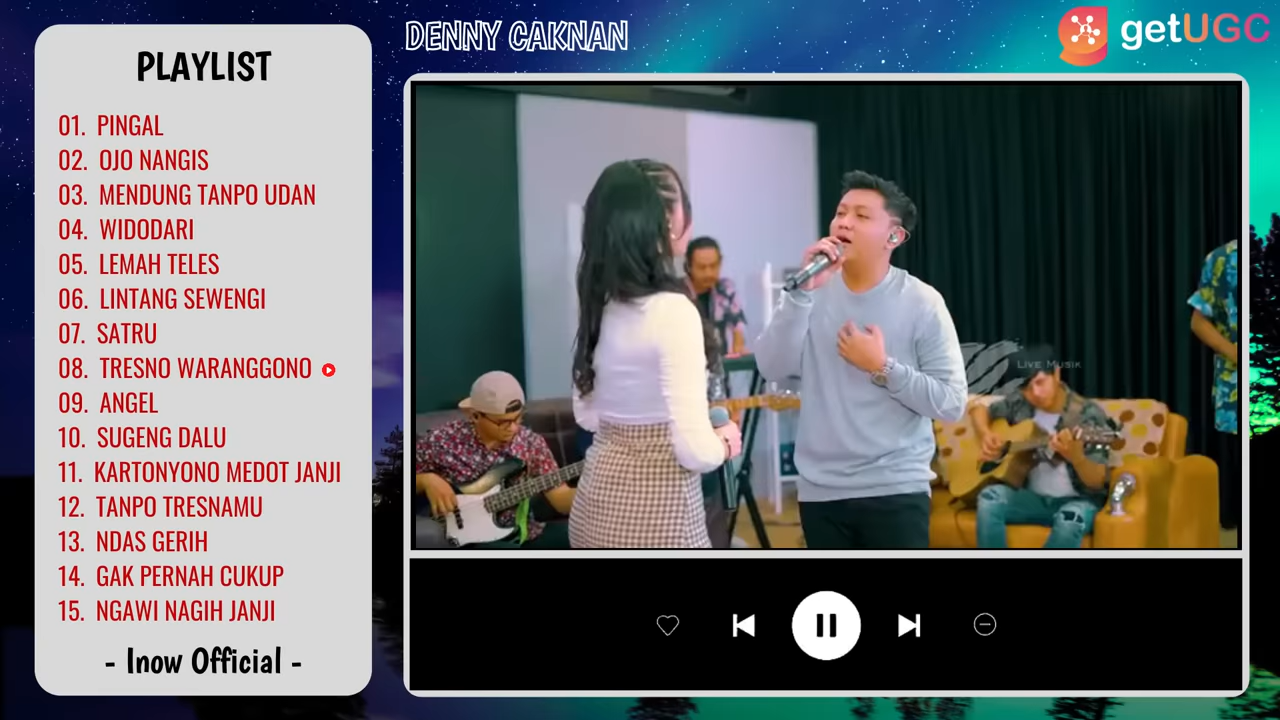 PLAYLIST
01. PINGAL
02. OJO NANGIS
03. MENDUNG TANPO UDAN
04. WIDODARI
05. LEMAH TELES
06. LINTANG SEWENGI
07. SATRU
08. TRESNO WARANGGONO
09. ANGEL
10. SUGENG DALU
11. KARTONYONO MEDOT JANJI
12. TANPO TRESNAMU
13. NDAS GERIH
14. GAK PERNAH CUKUP
15. NGAWI NAGIH JANJI
- Inow Official -
DENNY CAKNAN
getUGC
LIVE MUSIK